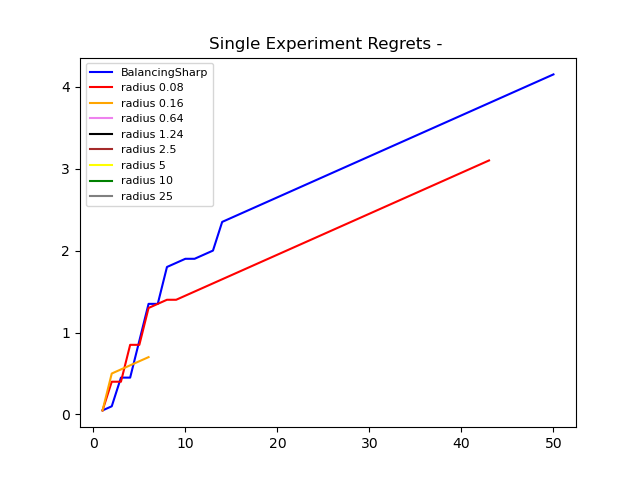 Single Experiment Regrets -
BalancingSharp
radius 0.08
radius 0.16
radius 0.64
radius 1.24
radius 2.5
radius 5
radius 10
radius 25
4
3
2
1
0
0 10 20 30 40 50